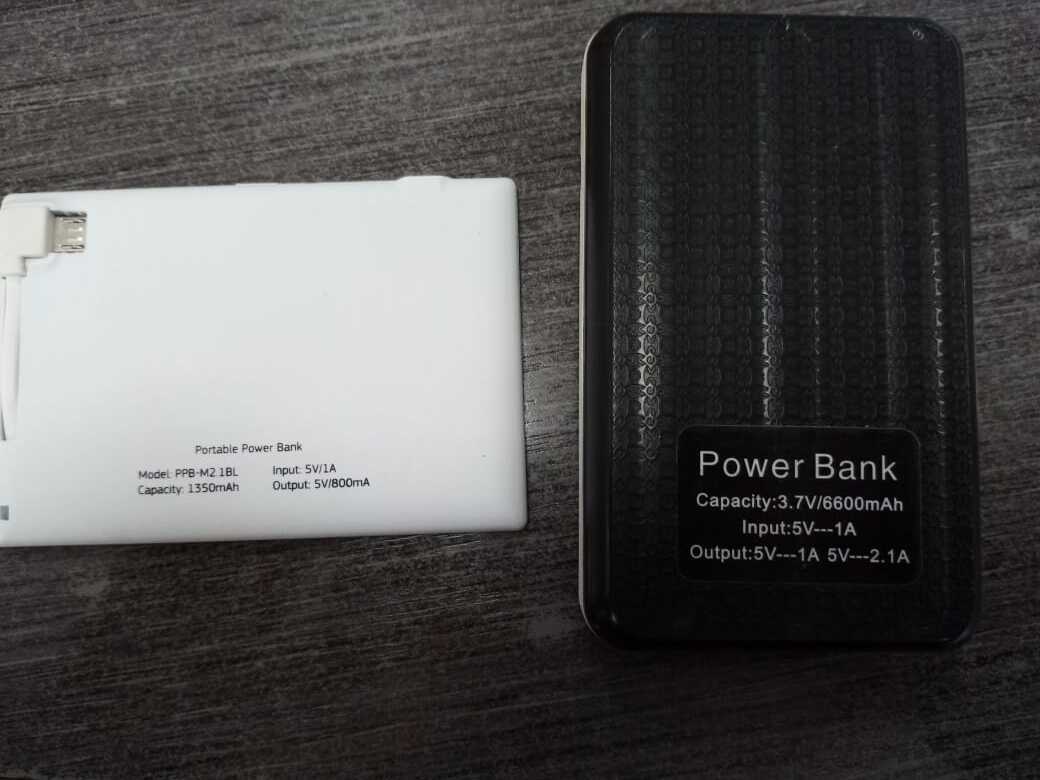 Portable Power Bank
Model: PPB-M2.1BL Input: 5V/1A
Capacity: 1350mAh Output: 5V/800mA
Power Bank
Capacity:3.7V/6600mAh
Input:5V---1A
Output:5V---1A 5V---2.1A